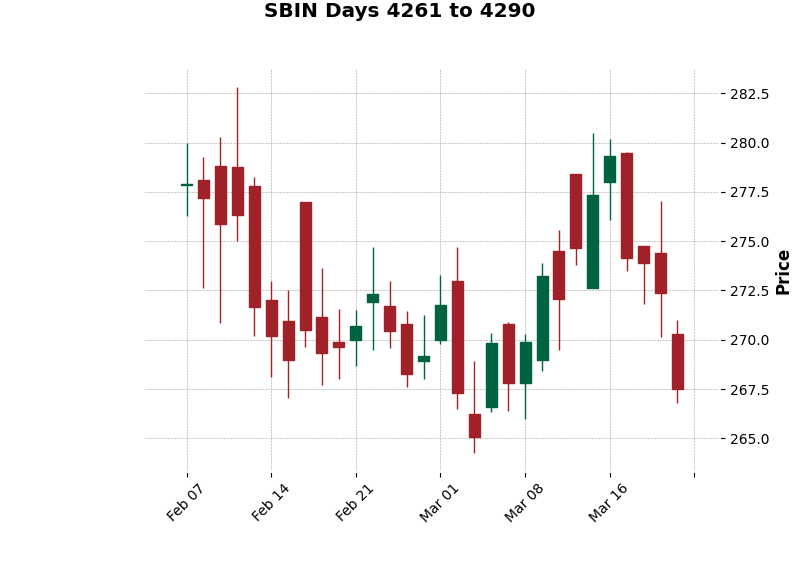 SBIN Days 4261 to 4290
282.5
280.0
277.5
275.0
272.5
270.0
267.5
265.0
Price
Feb 07
Feb 14
Feb 21
Mar 01
Mar 08
Mar 16